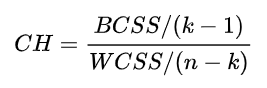 CH = BCSS/(k − 1)
WCSS/(n − k)